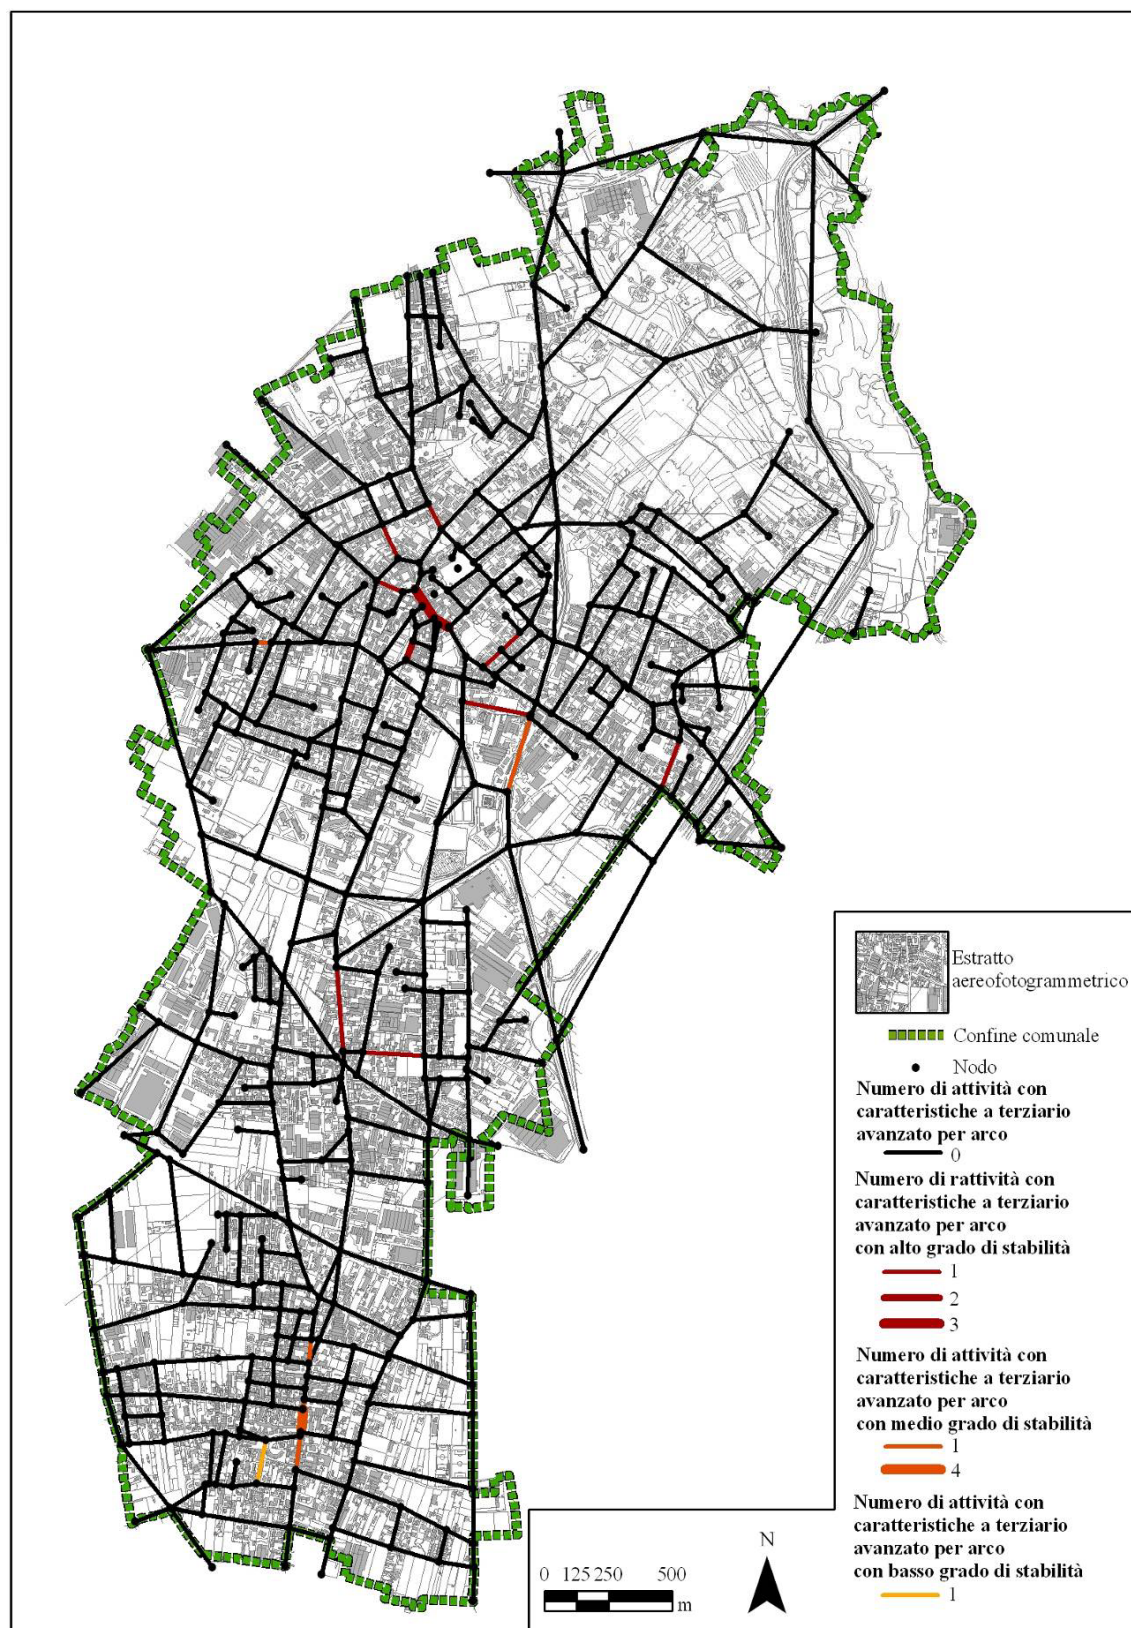 Estratto
aereofotogrammetrico
Confine comunale
Nodo
Numero di attività con
caratteristiche a terziario
avanzato per arco
0
Numero di rattività con
caratteristiche a terziario
avanzato per arco
con alto grado di stabilità
1
2
3
Numero di attività con
caratteristiche a terziario
avanzato per arco
con medio grado di stabilità
1
4
Numero di attività con
caratteristiche a terziario
avanzato per arco
con basso grado di stabilità
1
N
0 125 250 500
m